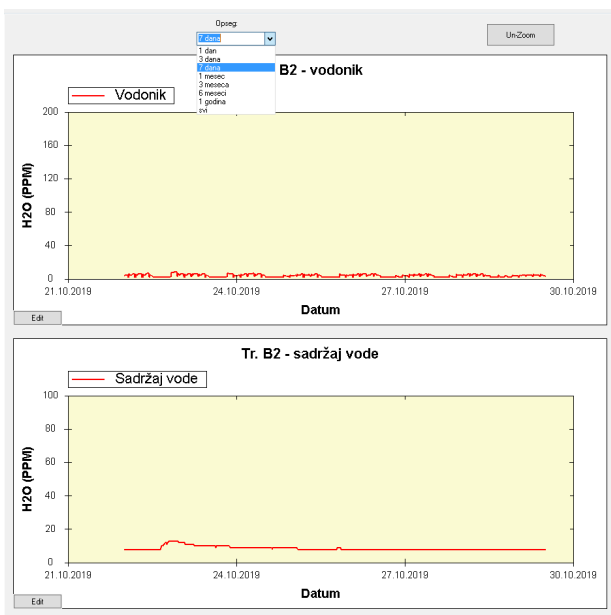 Opseg:
7 dana
Un-Zoom
1 dan
3 dana
7 dana
1 mesec
3 meseca
6 meseci
1 godina
svi
B2 - vodonik
Vodonik
200
160
120
80
40
0
H2O (PPM)
21.10.2019 24.10.2019 27.10.2019 30.10.2019
Datum
Edit
Tr. B2 - sadržaj vode
Sadržaj vode
100
80
60
40
20
0
H2O (PPM)
21.10.2019 24.10.2019 27.10.2019 30.10.2019
Datum
Edit